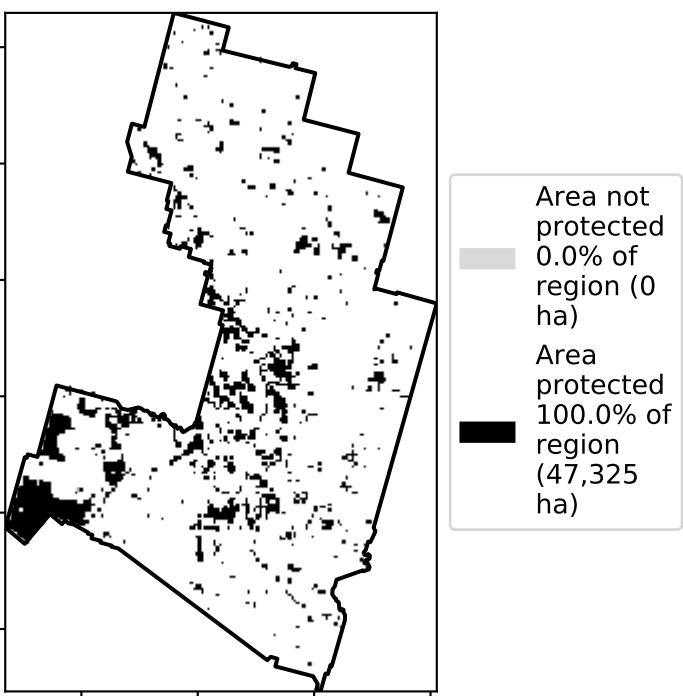 Area not
protected
0.0% of
region (0
ha)
Area
protected
100.0% of
region
(47,325
ha)